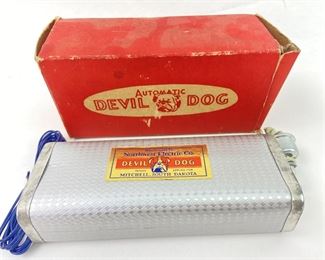 AUTOMATIC
DEVIL DOG
Northwest Electric Co.
DEVIL DOG
MITCHELL, SOUTH DAKOTA